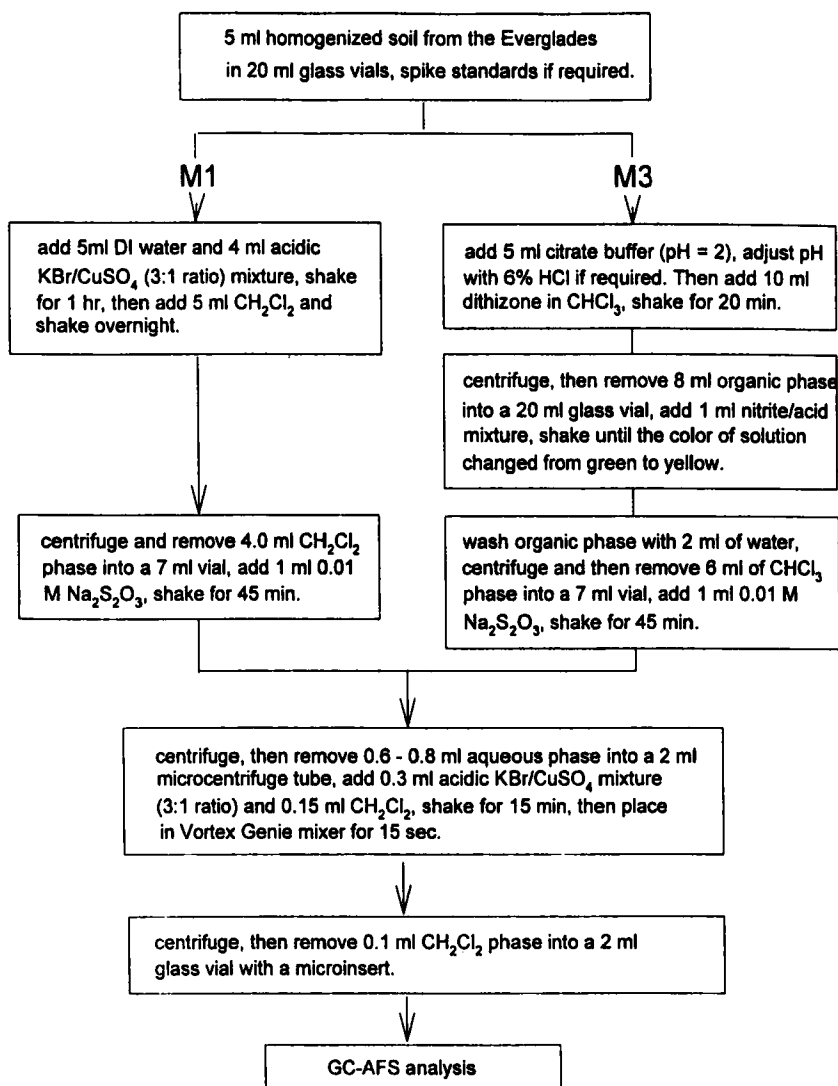 5 ml homogenized soil from the Everglades
in 20 ml glass vials, spike standards if required.
M1
M3
add 5ml DI water and 4 ml acidic
KBr/CuSO₄ (3:1 ratio) mixture, shake
for 1 hr, then add 5 ml CH₂Cl₂ and
shake overnight.
add 5 ml citrate buffer (pH = 2), adjust pH
with 6% HCl if required. Then add 10 ml
dithizone in CHCl₃, shake for 20 min.
centrifuge, then remove 8 ml organic phase
into a 20 ml glass vial, add 1 ml nitrite/acid
mixture, shake until the color of solution
changed from green to yellow.
centrifuge and remove 4.0 ml CH₂Cl₂
phase into a 7 ml vial, add 1 ml 0.01
M Na₂S₂O₃, shake for 45 min.
wash organic phase with 2 ml of water,
centrifuge and then remove 6 ml of CHCl₃
phase into a 7 ml vial, add 1 ml 0.01 M
Na₂S₂O₃, shake for 45 min.
centrifuge, then remove 0.6 - 0.8 ml aqueous phase into a 2 ml
microcentrifuge tube, add 0.3 ml acidic KBr/CuSO₄ mixture
(3:1 ratio) and 0.15 ml CH₂Cl₂, shake for 15 min, then place
in Vortex Genie mixer for 15 sec.
centrifuge, then remove 0.1 ml CH₂Cl₂ phase into a 2 ml
glass vial with a microinsert.
GC-AFS analysis